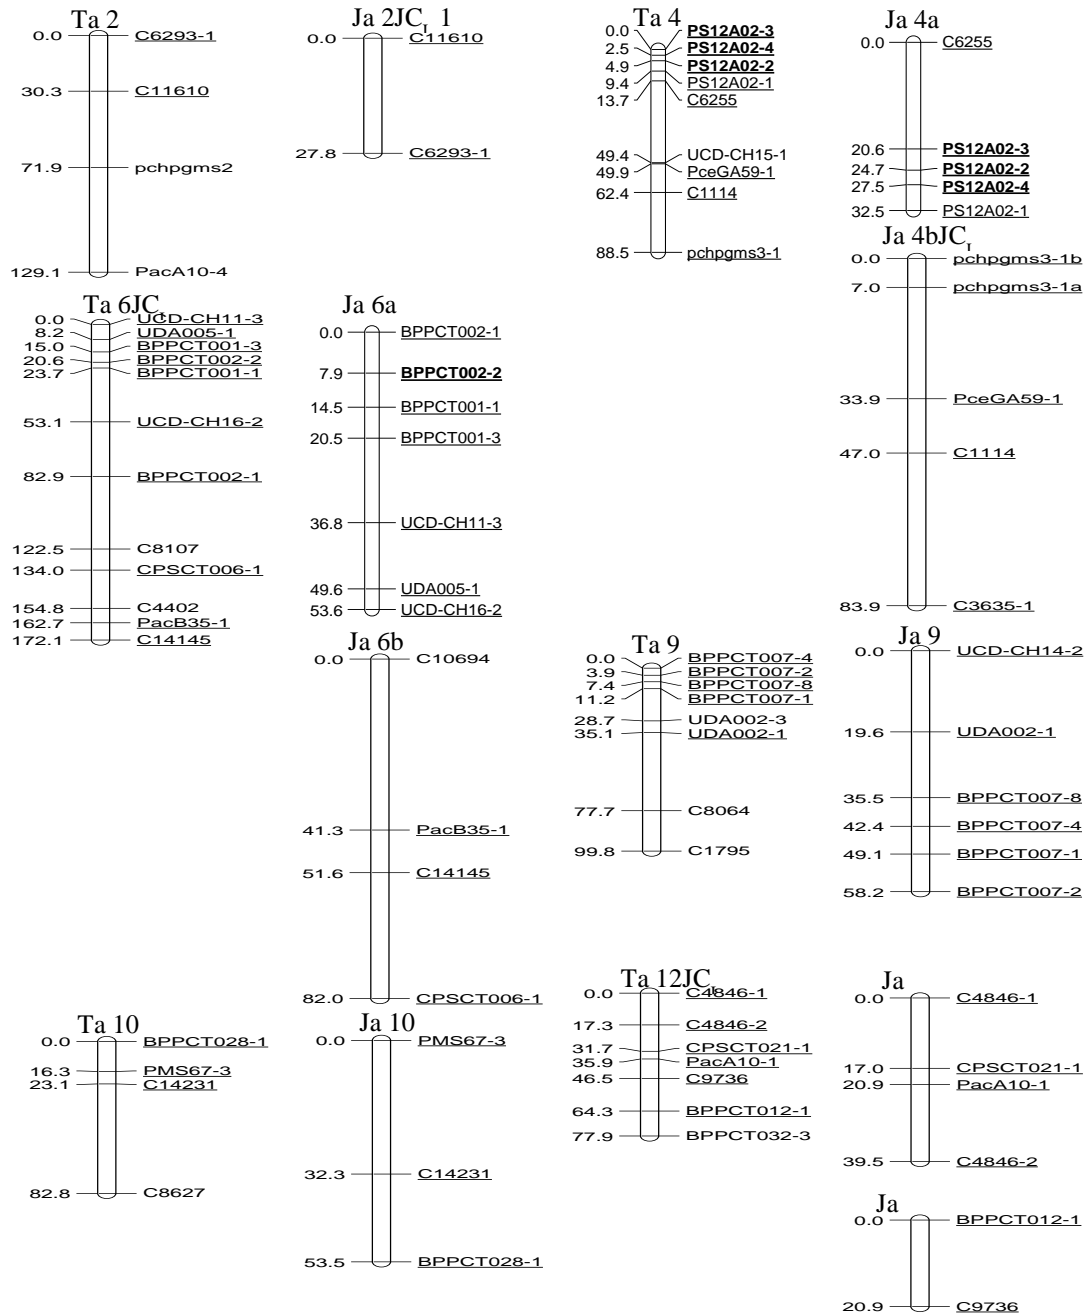 Ta 2
0.0 C6293-1
30.3 C11610
71.9 pchpgms2
129.1 PacA10-4
Ja 2JC 1
0.0 C11610
27.8 C6293-1
Ta 4
0.0 PS12A02-3
2.5 PS12A02-4
4.9 PS12A02-2
9.4 PS12A02-1
13.7 C6255
49.4 UCD-CH15-1
49.9 PceGA59-1
62.4 C1114
88.5 pchpgms3-1
Ja 4a
0.0 C6255
20.6 PS12A02-3
24.7 PS12A02-2
27.5 PS12A02-4
32.5 PS12A02-1
Ja 4bJC
0.0 pchpgms3-1b
7.0 pchpgms3-1a
33.9 PceGA59-1
47.0 C1114
83.9 C3635-1
Ta 6JC
0.0 UCD-CH11-3
8.2 UDA005-1
15.0 BPPCT001-3
20.6 BPPCT002-2
23.7 BPPCT001-1
53.1 UCD-CH16-2
82.9 BPPCT002-1
122.5 C8107
134.0 CPSCT006-1
154.8 C4402
162.7 PacB35-1
172.1 C14145
Ja 6a
0.0 BPPCT002-1
7.9 BPPCT002-2
14.5 BPPCT001-1
20.5 BPPCT001-3
36.8 UCD-CH11-3
49.6 UDA005-1
53.6 UCD-CH16-2
Ja 6b
0.0 C10694
41.3 PacB35-1
51.6 C14145
82.0 CPSCT006-1
Ta 9
0.0 BPPCT007-4
3.9 BPPCT007-2
7.4 BPPCT007-8
11.2 BPPCT007-1
28.7 UDA002-3
35.1 UDA002-1
77.7 C8064
99.8 C1795
Ja 9
0.0 UCD-CH14-2
19.6 UDA002-1
35.5 BPPCT007-8
42.4 BPPCT007-4
49.1 BPPCT007-1
58.2 BPPCT007-2
Ta 10
0.0 BPPCT028-1
16.3 PMS67-3
23.1 C14231
82.8 C8627
Ja 10
0.0 PMS67-3
32.3 C14231
53.5 BPPCT028-1
Ta 12JC
0.0 C4846-1
17.3 C4846-2
31.7 CPSCT021-1
35.9 PacA10-1
46.5 C9736
64.3 BPPCT012-1
77.9 BPPCT032-3
Ja
0.0 C4846-1
17.0 CPSCT021-1
20.9 PacA10-1
39.5 C4846-2
Ja
0.0 BPPCT012-1
20.9 C9736